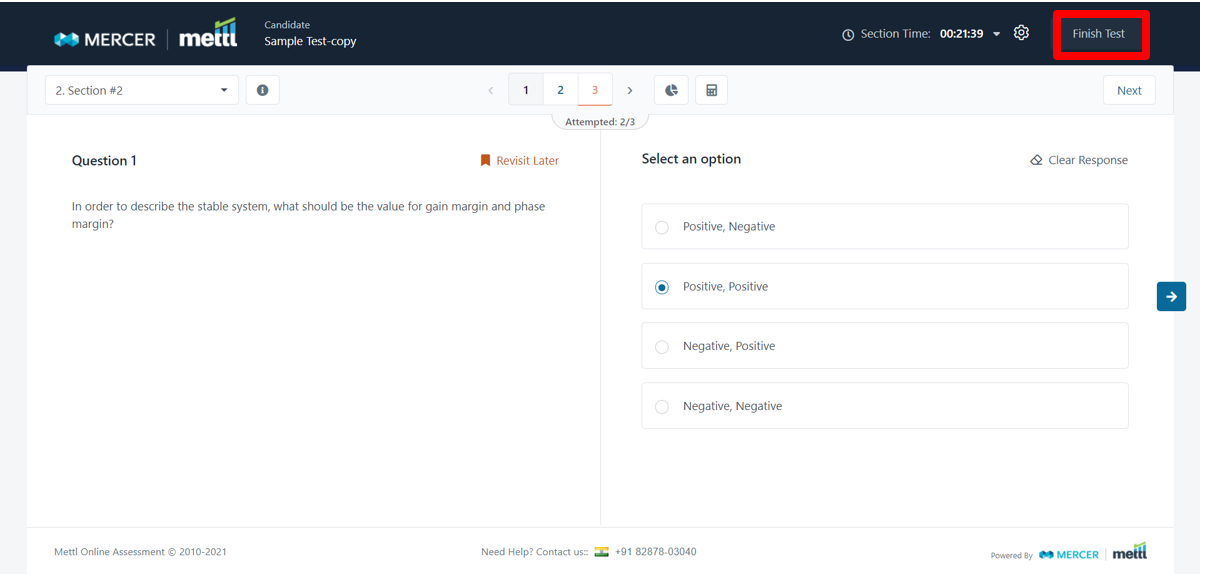 MERCER mettl
Candidate
Sample Test-copy
Section Time: 00:21:39
Finish Test
2. Section #2
1 2 3
Next
Attempted: 2/3
Question 1
Revisit Later
Select an option
Clear Response
In order to describe the stable system, what should be the value for gain margin and phase
margin?
Positive, Negative
Positive, Positive
Negative, Positive
Negative, Negative
Mettl Online Assessment © 2010-2021
Need Help? Contact us:: +91 82878-03040
Powered By MERCER mettl